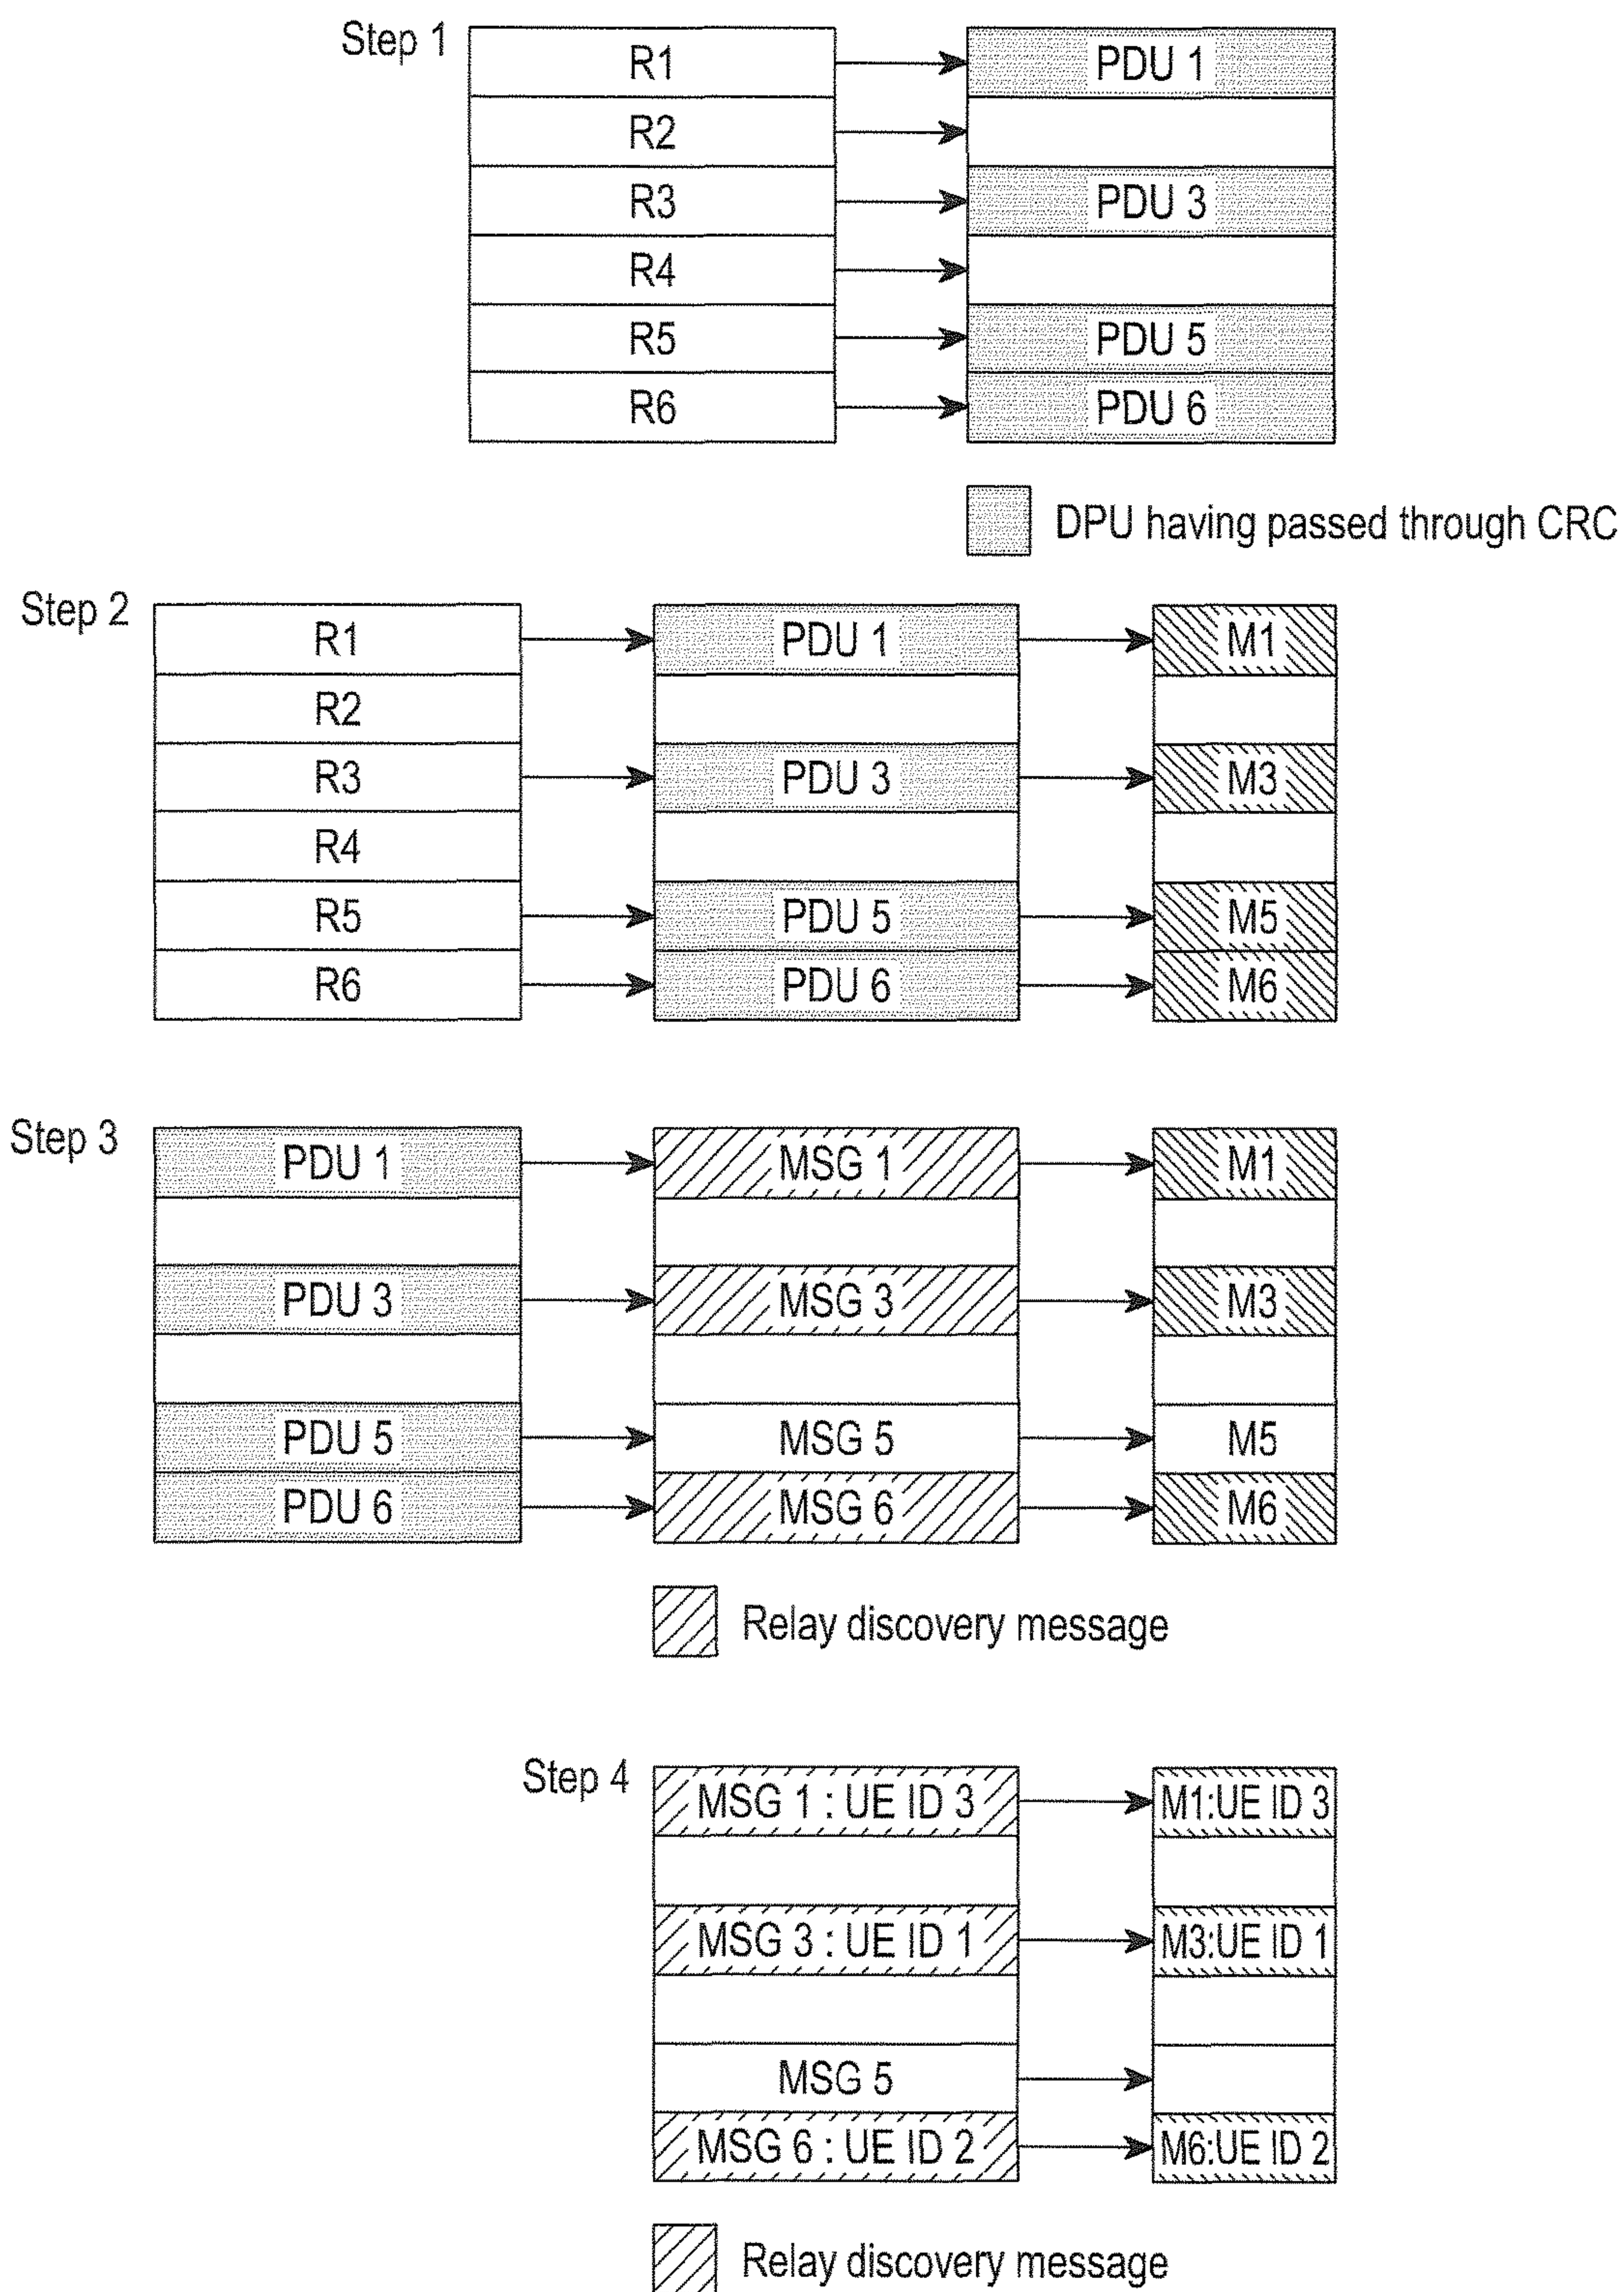 Step 1
R1 PDU 1
R2
R3 PDU 3
R4
R5 PDU 5
R6 PDU 6
DPU having passed through CRC
Step 2
R1 PDU 1 M1
R2
R3 PDU 3 M3
R4
R5 PDU 5 M5
R6 PDU 6 M6
Step 3
PDU 1 MSG 1 M1
PDU 3 MSG 3 M3
PDU 5 MSG 5 M5
PDU 6 MSG 6 M6
Relay discovery message
Step 4
MSG 1 : UE ID 3 M1:UE ID 3
MSG 3 : UE ID 1 M3:UE ID 1
MSG 5
MSG 6 : UE ID 2 M6:UE ID 2
Relay discovery message